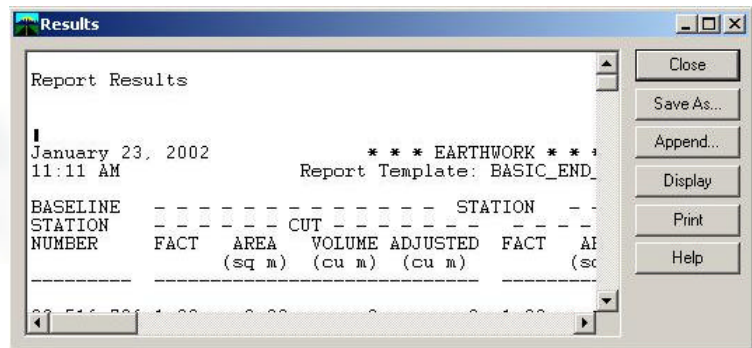 Results
Report Results
January 23, 2002 * * * EARTHWORK * * *
11:11 AM Report Template: BASIC_END_
BASELINE - - - - - - - - - - - - - - STATION - -
STATION - - - - - - CUT - - - - - - - - - - -
NUMBER FACT AREA VOLUME ADJUSTED FACT
(sq m) (cu m) (cu m)
Close
Save As...
Append...
Display
Print
Help